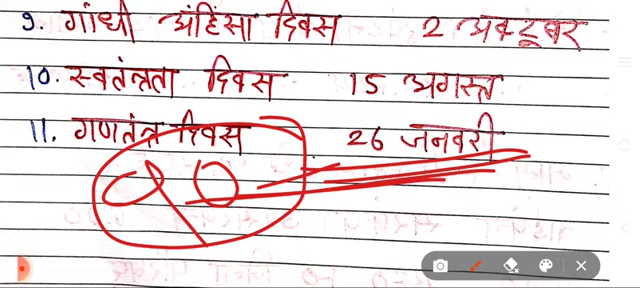 9. गांधी अंहिसा दिवस 2 अक्टूबर
10. स्वतंत्रता दिवस 15 अगस्त
11. गणतंत्र दिवस 26 जनवरी